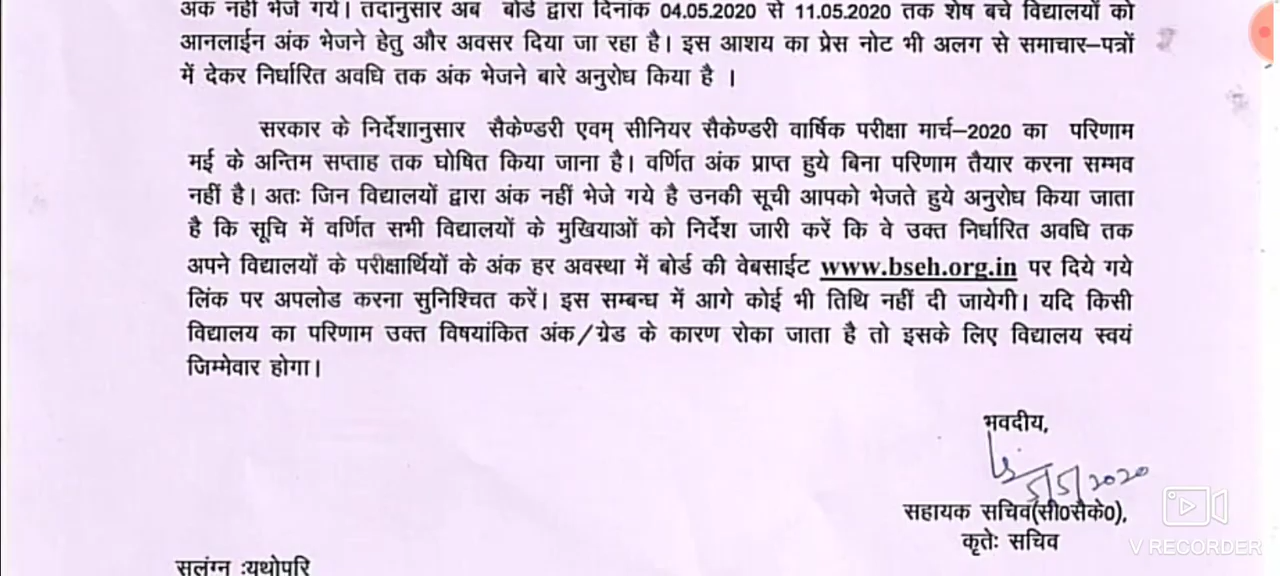 अंक नहीं भेजे गये। तदानुसार अब बोर्ड द्वारा दिनांक 04.05.2020 से 11.05.2020 तक शेष बचे विद्यालयों को
आनलाईन अंक भेजने हेतु और अवसर दिया जा रहा है। इस आशय का प्रेस नोट भी अलग से समाचार–पत्रों
में देकर निर्धारित अवधि तक अंक भेजने बारे अनुरोध किया है ।
सरकार के निर्देशानुसार सैकेण्डरी एवम् सीनियर सैकेण्डरी वार्षिक परीक्षा मार्च–2020 का परिणाम
मई के अन्तिम सप्ताह तक घोषित किया जाना है। वर्णित अंक प्राप्त हुये बिना परिणाम तैयार करना सम्भव
नहीं है। अतः जिन विद्यालयों द्वारा अंक नहीं भेजे गये है उनकी सूची आपको भेजते हुये अनुरोध किया जाता
है कि सूचि में वर्णित सभी विद्यालयों के मुखियाओं को निर्देश जारी करें कि वे उक्त निर्धारित अवधि तक
अपने विद्यालयों के परीक्षार्थियों के अंक हर अवस्था में बोर्ड की वेबसाईट www.bseh.org.in पर दिये गये
लिंक पर अपलोड करना सुनिश्चित करें। इस सम्बन्ध में आगे कोई भी तिथि नहीं दी जायेगी। यदि किसी
विद्यालय का परिणाम उक्त विषयांकित अंक/ग्रेड के कारण रोका जाता है तो इसके लिए विद्यालय स्वयं
जिम्मेवार होगा।
भवदीय,
5/5/2020
सहायक सचिव(सी0सैके0),
कृतेः सचिव
V RECORDER
सलंग्न :यथोपरि